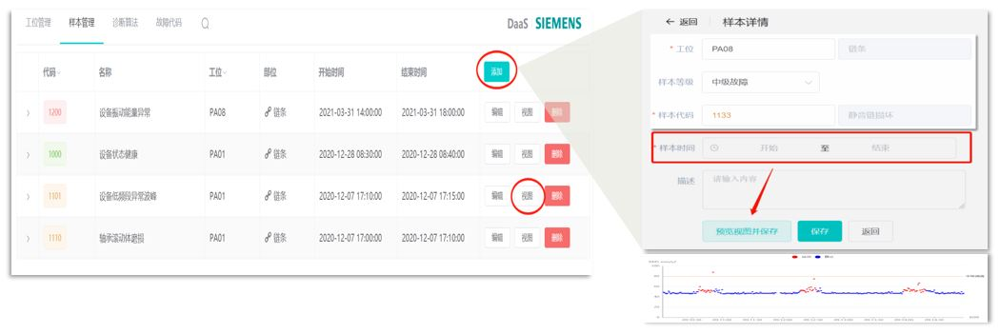 工位管理 样本管理 诊断算法 故障代码
DaaS SIEMENS
代码 名称 工位 部位 开始时间 结束时间 添加
1200 设备振动能量异常 PA08 链条 2021-03-31 14:00:00 2021-03-31 18:00:00 编辑 视图 删除
1000 设备状态健康 PA01 链条 2020-12-28 08:30:00 2020-12-28 08:40:00 编辑 视图 删除
1101 设备低频段异常波峰 PA01 链条 2020-12-07 17:10:00 2020-12-07 17:15:00 编辑 视图 删除
1110 轴承滚动体磨损 PA01 链条 2020-12-07 17:00:00 2020-12-07 17:10:00 编辑 视图 删除
← 返回 样本详情
* 工位 PA08 链条
样本等级 中级故障
* 样本代码 1133 静音链损坏
* 样本时间 开始 至 结束
描述 请输入内容
预览视图并保存 保存 返回
100
80
60
40
20
0